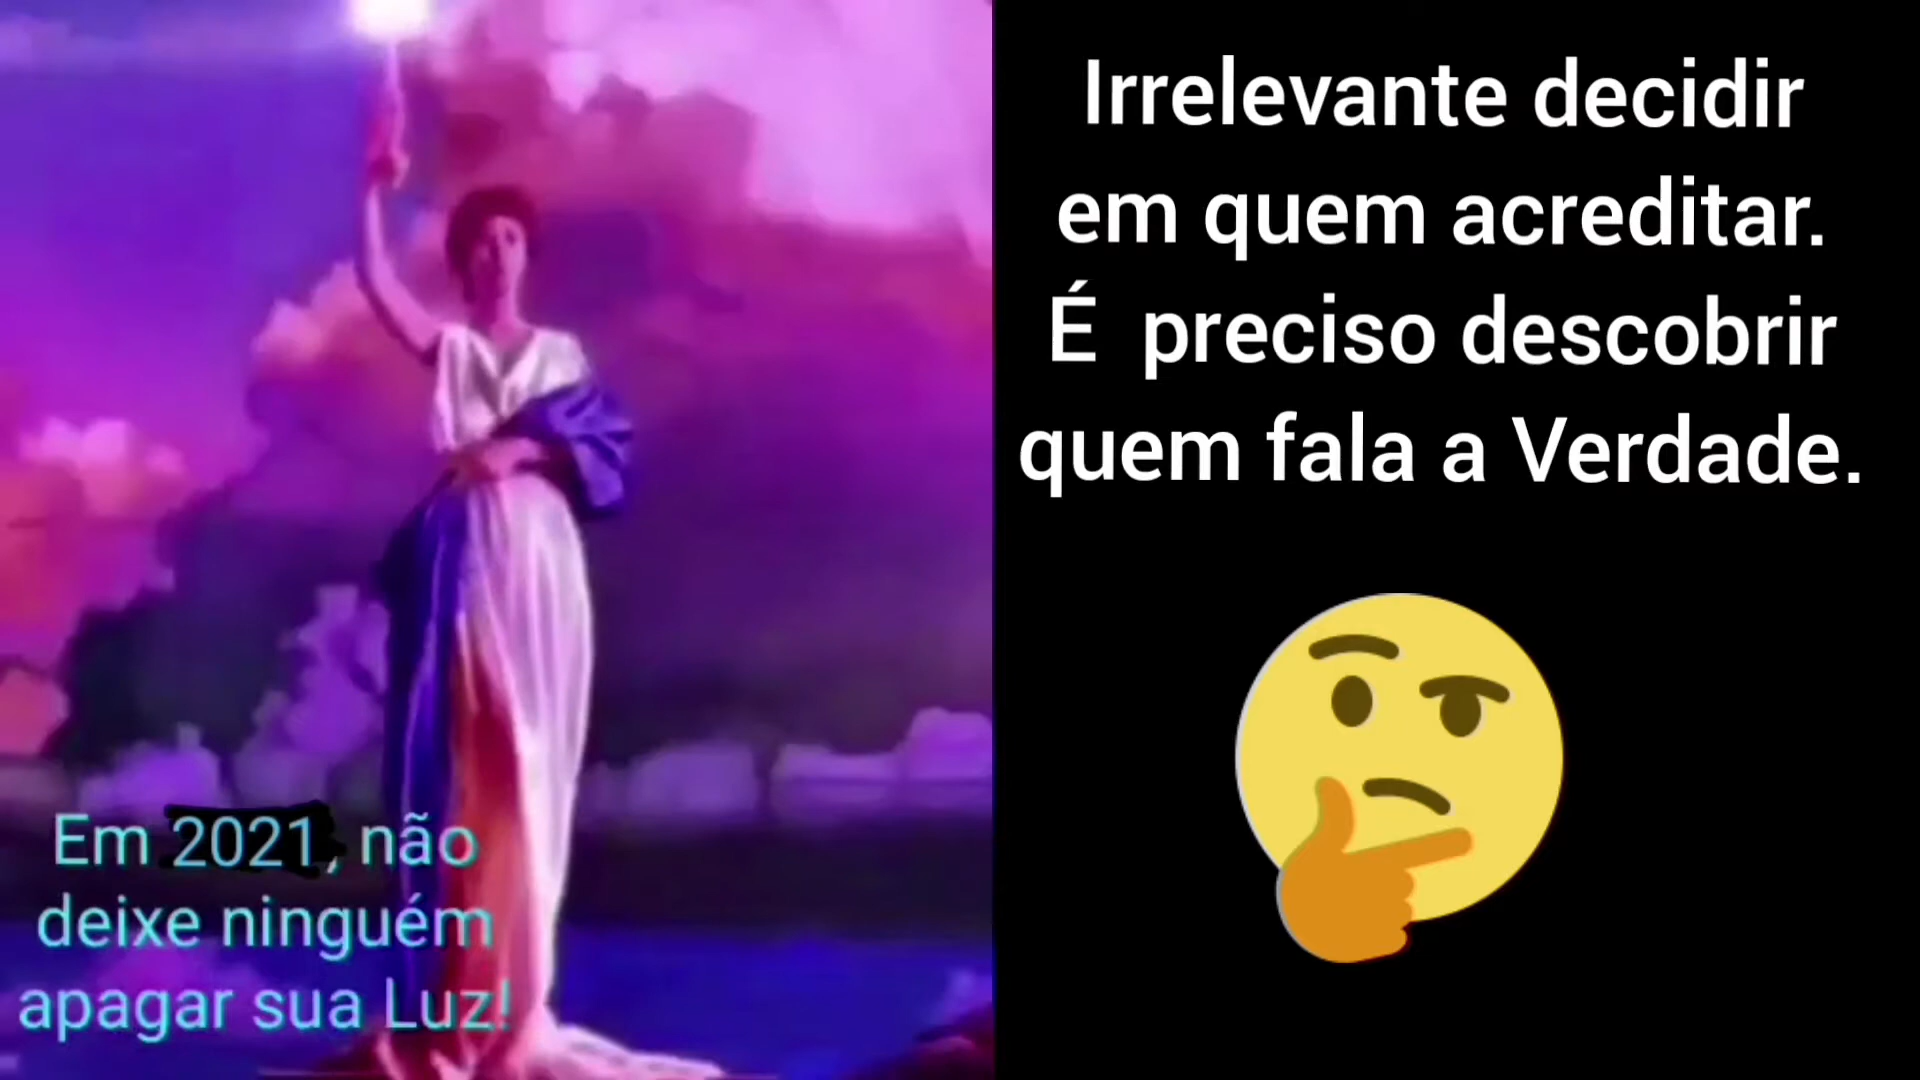 Em 2021, não
deixe ninguém
apagar sua Luz!
Irrelevante decidir
em quem acreditar.
É preciso descobrir
quem fala a Verdade.